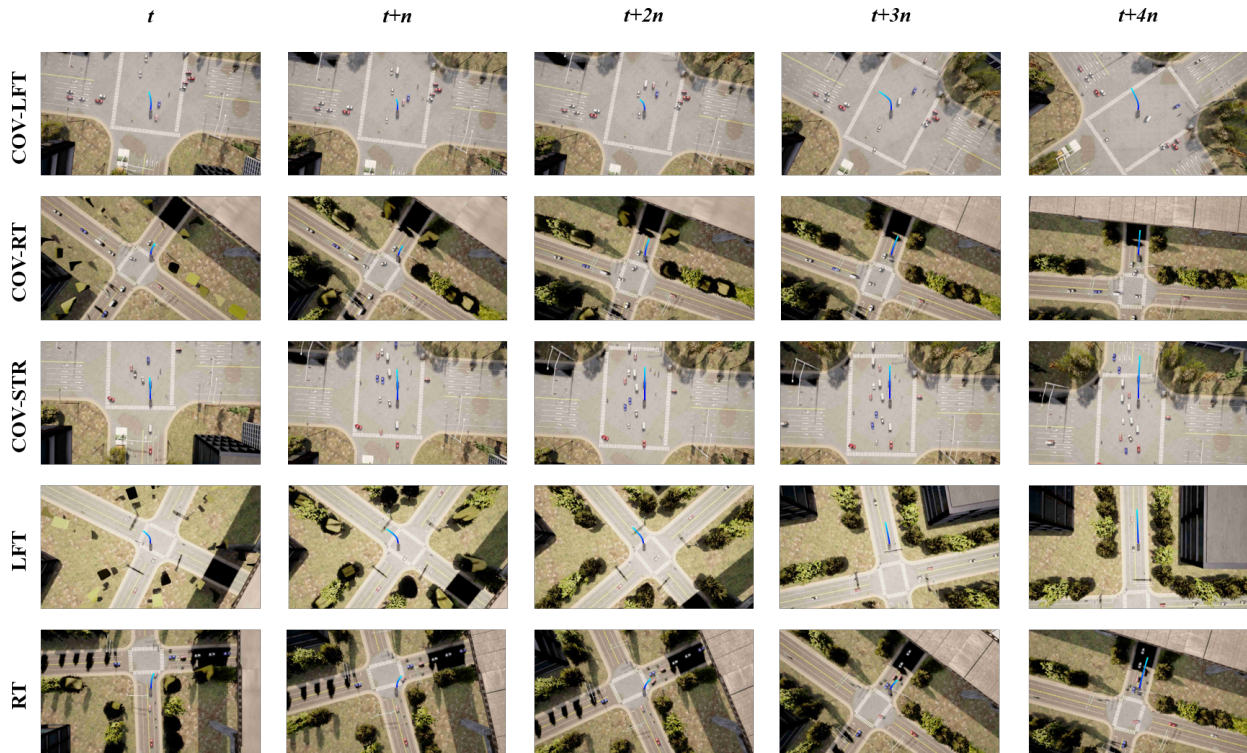 t t+n t+2n t+3n t+4n
COV-LFT
COV-RT
COV-STR
LFT
RT